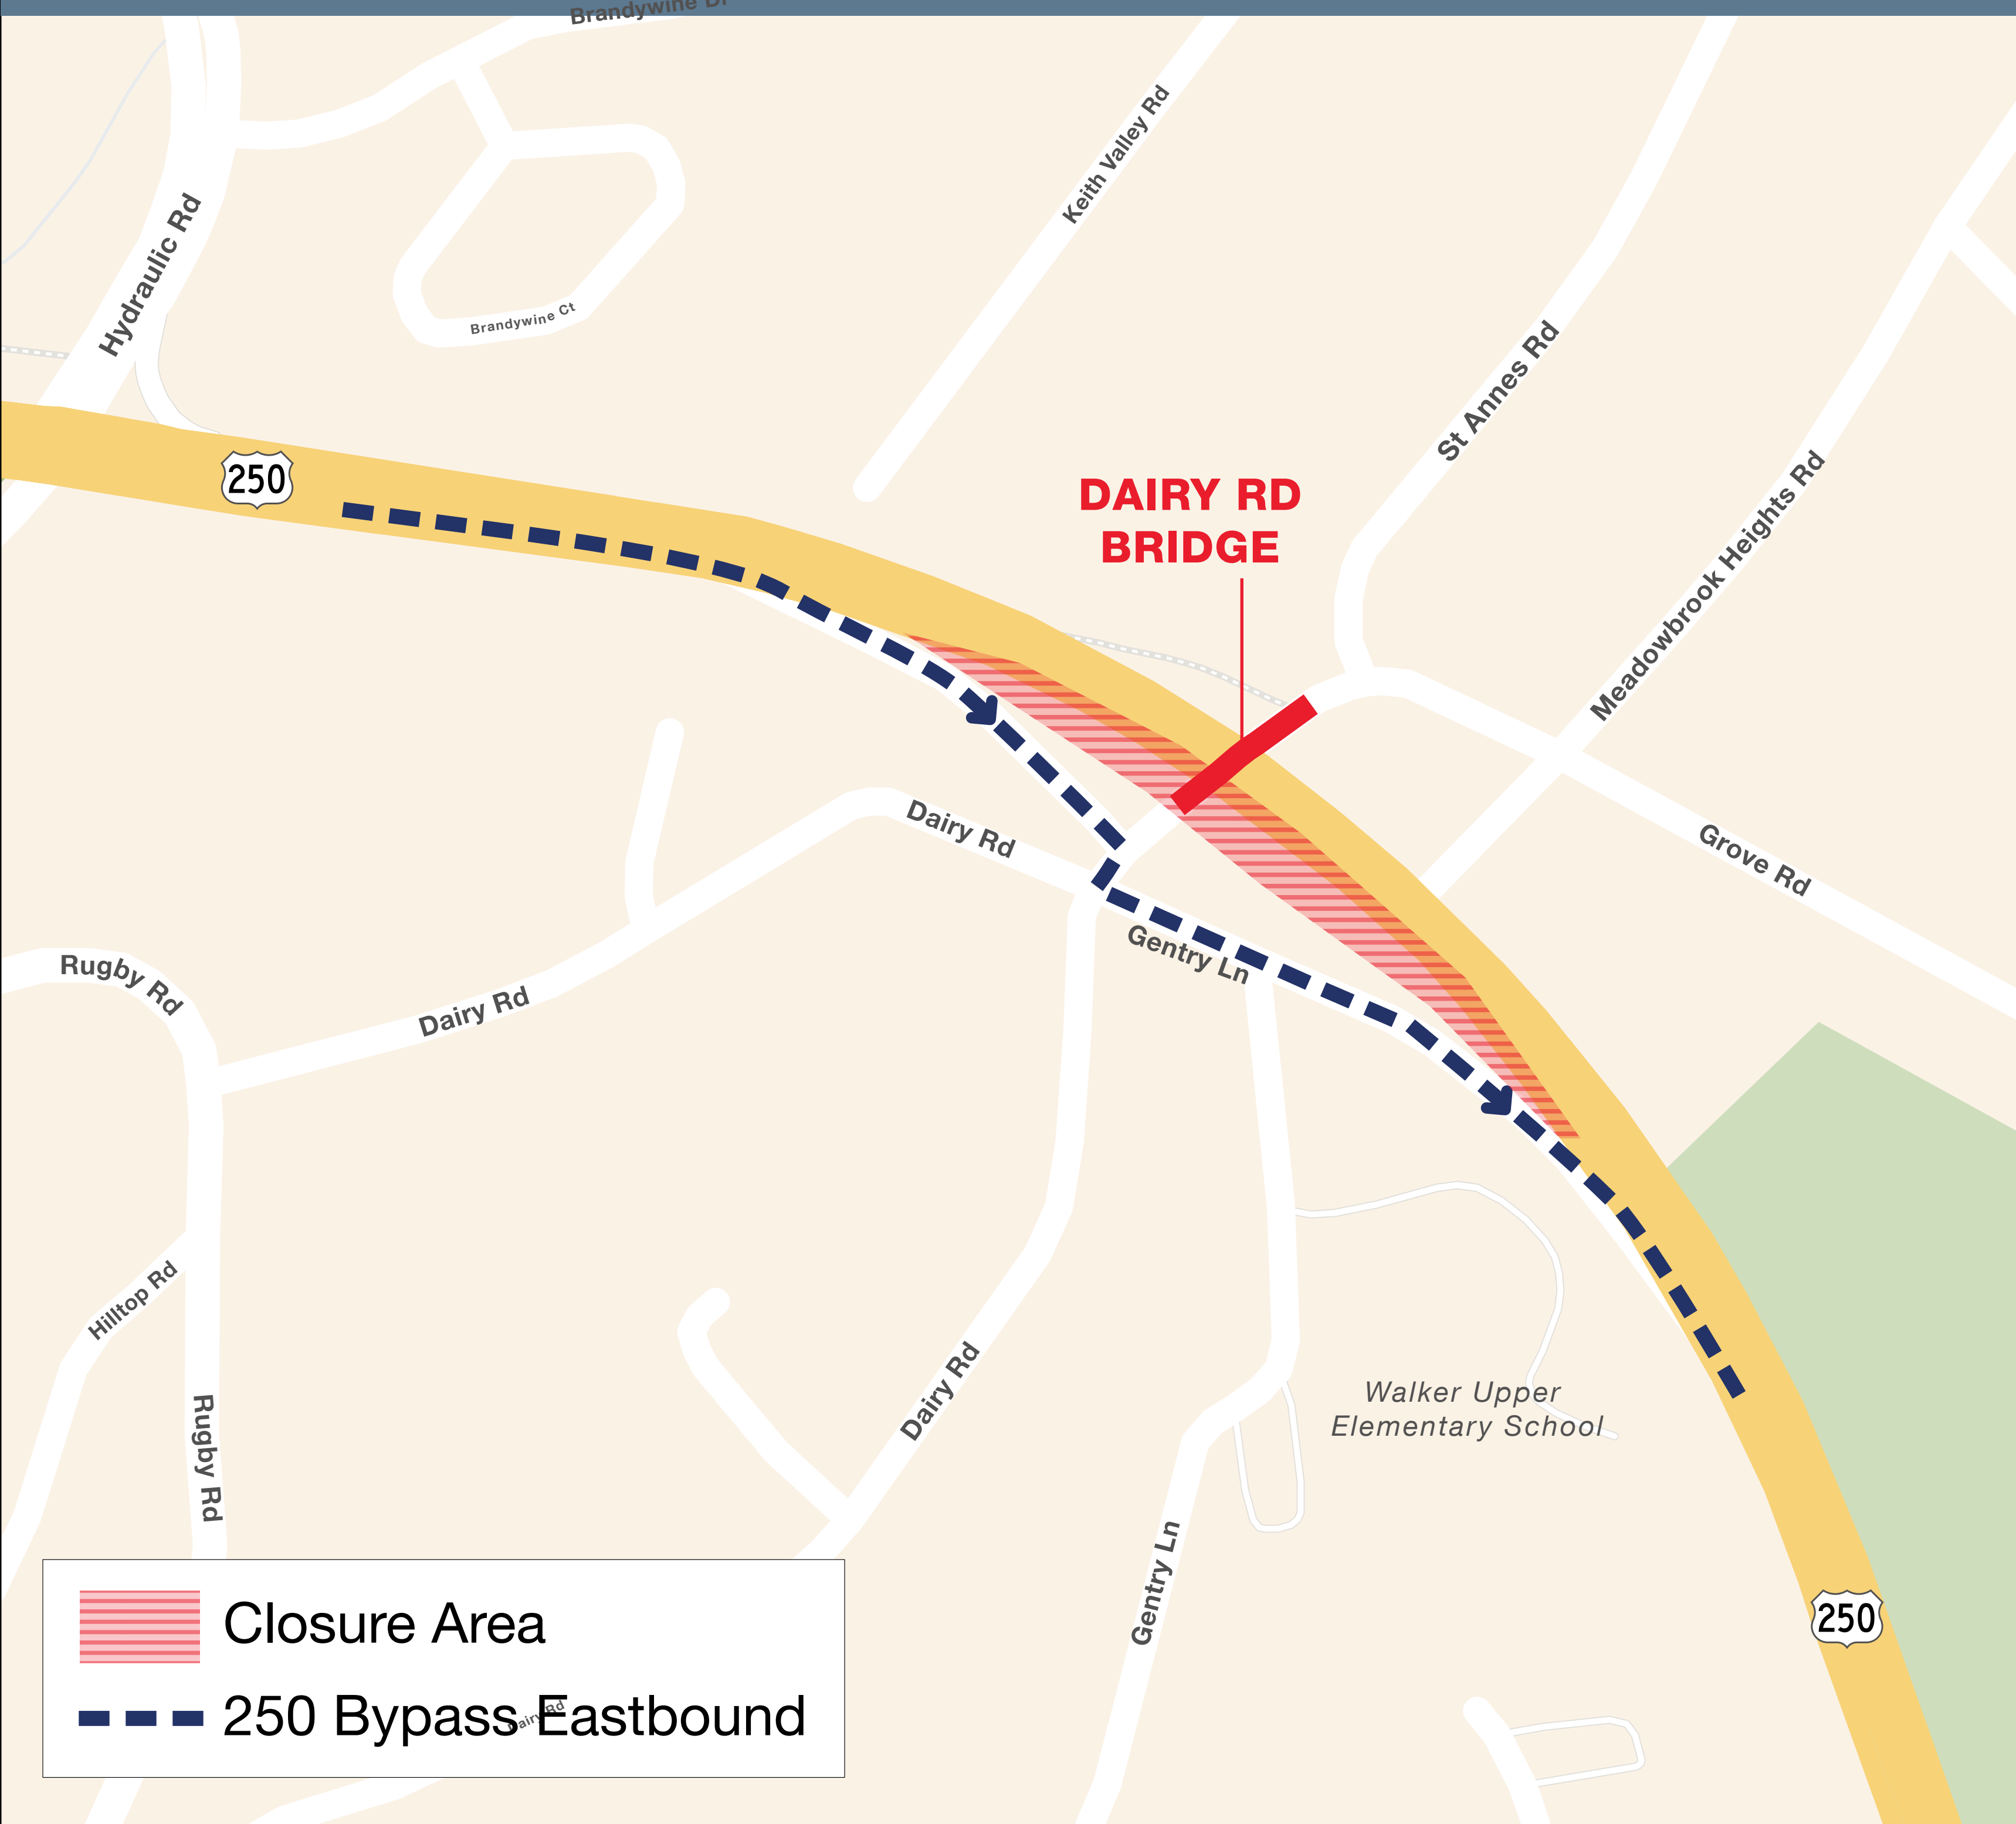 Brandywine Dr
Keith Valley Rd
Hydraulic Rd
Brandywine Ct
St Annes Rd
250
DAIRY RD
BRIDGE
Meadowbrook Heights Rd
Dairy Rd
Grove Rd
Gentry Ln
Rugby Rd
Dairy Rd
Hilltop Rd
Rugby Rd
Dairy Rd
Walker Upper
Elementary School
Gentry Ln
250
Closure Area
250 Bypass Eastbound
Dairy Rd